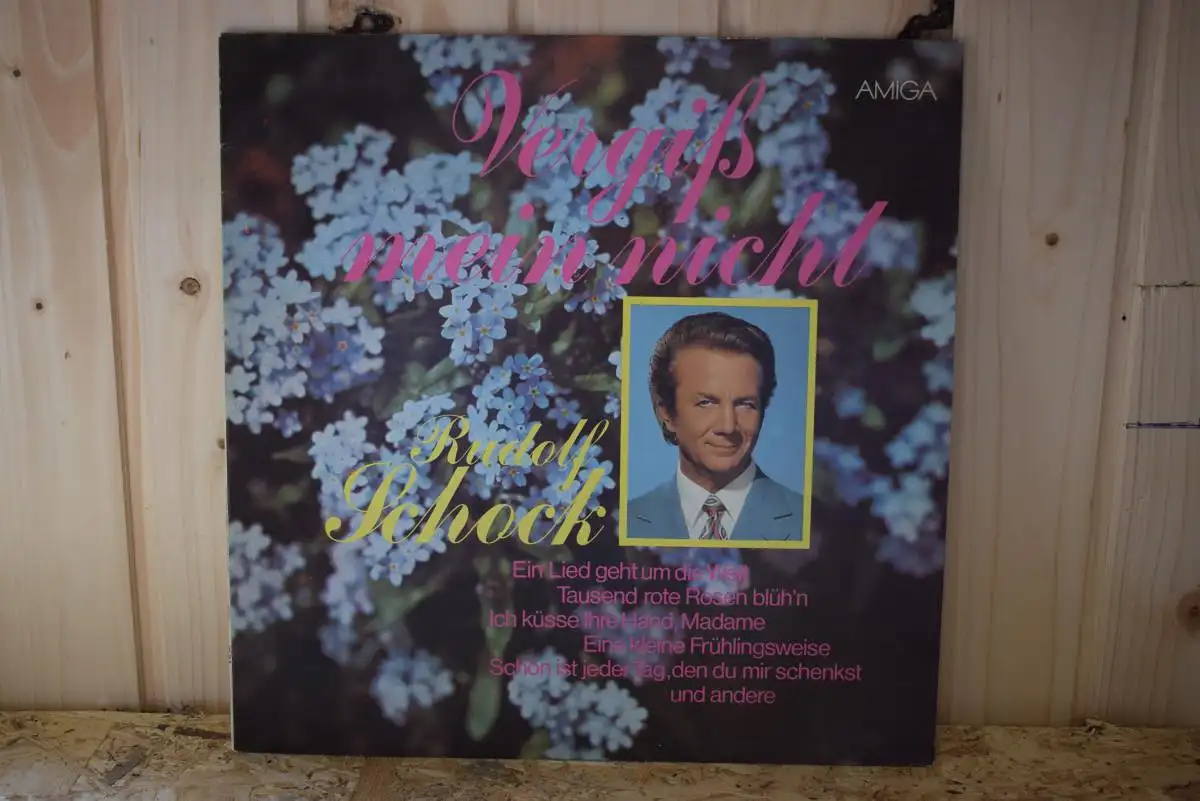 AMIGA
Vergiß
mein nicht
Rudolf
Schock
Ein Lied geht um die Welt
Tausend rote Rosen blüh'n
Ich küsse Ihre Hand, Madame
Eine kleine Frühlingsweise
Schön ist jeder Tag, den du mir schenkst
und andere